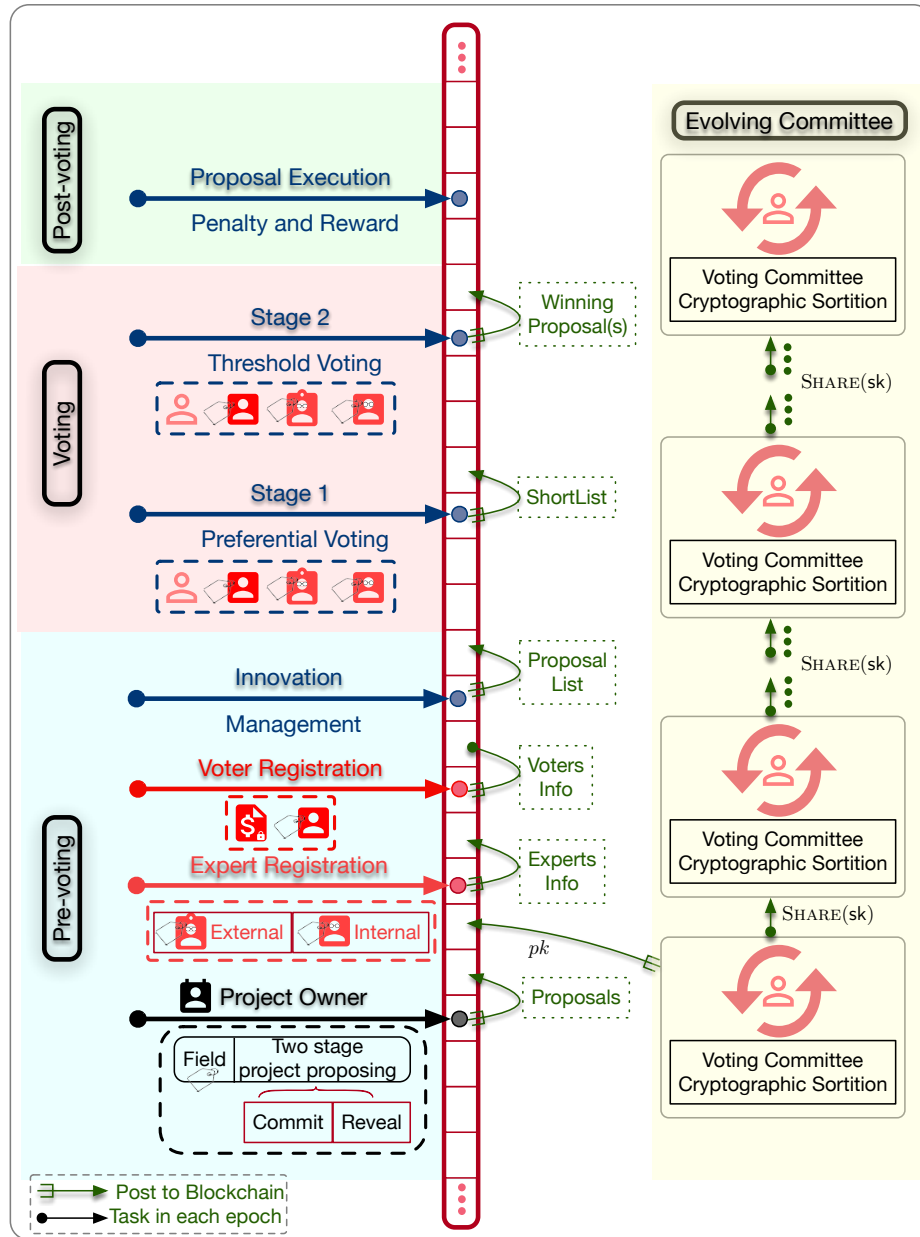 Post-voting
Proposal Execution
Penalty and Reward
Voting
Stage 2
Threshold Voting
Winning
Proposal(s)
Stage 1
Preferential Voting
ShortList
Pre-voting
Innovation
Management
Proposal
List
Voter Registration
Voters
Info
Expert Registration
Experts
Info
External
Internal
pk
Project Owner
Proposals
Field
Two stage
project proposing
Commit
Reveal
Post to Blockchain
Task in each epoch
Evolving Committee
Voting Committee
Cryptographic Sortition
SHARE(sk)
Voting Committee
Cryptographic Sortition
SHARE(sk)
Voting Committee
Cryptographic Sortition
SHARE(sk)
Voting Committee
Cryptographic Sortition